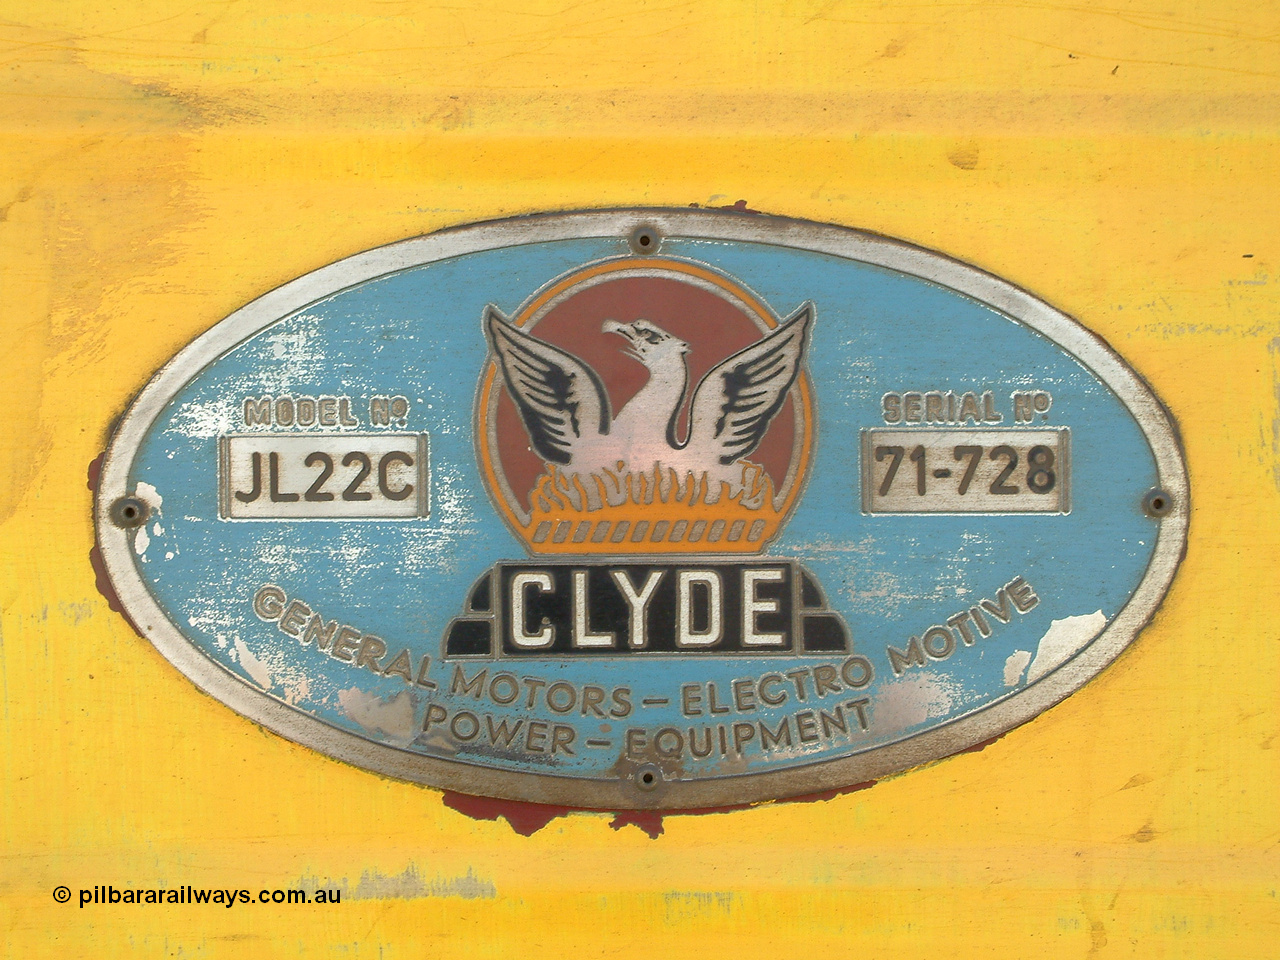 MODEL Nº
JL22C
SERIAL Nº
71-728
CLYDE
GENERAL MOTORS – ELECTRO MOTIVE
POWER – EQUIPMENT
© pilbararailways.com.au